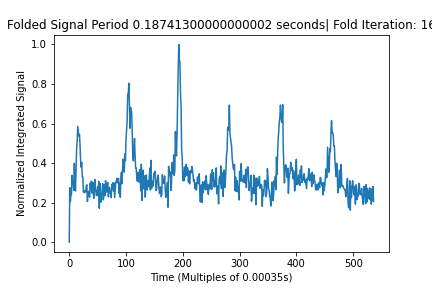 Folded Signal Period 0.18741300000000002 seconds| Fold Iteration: 16
1.0
0.8
0.6
0.4
0.2
0.0
Normalized Integrated Signal
0 100 200 300 400 500
Time (Multiples of 0.00035s)